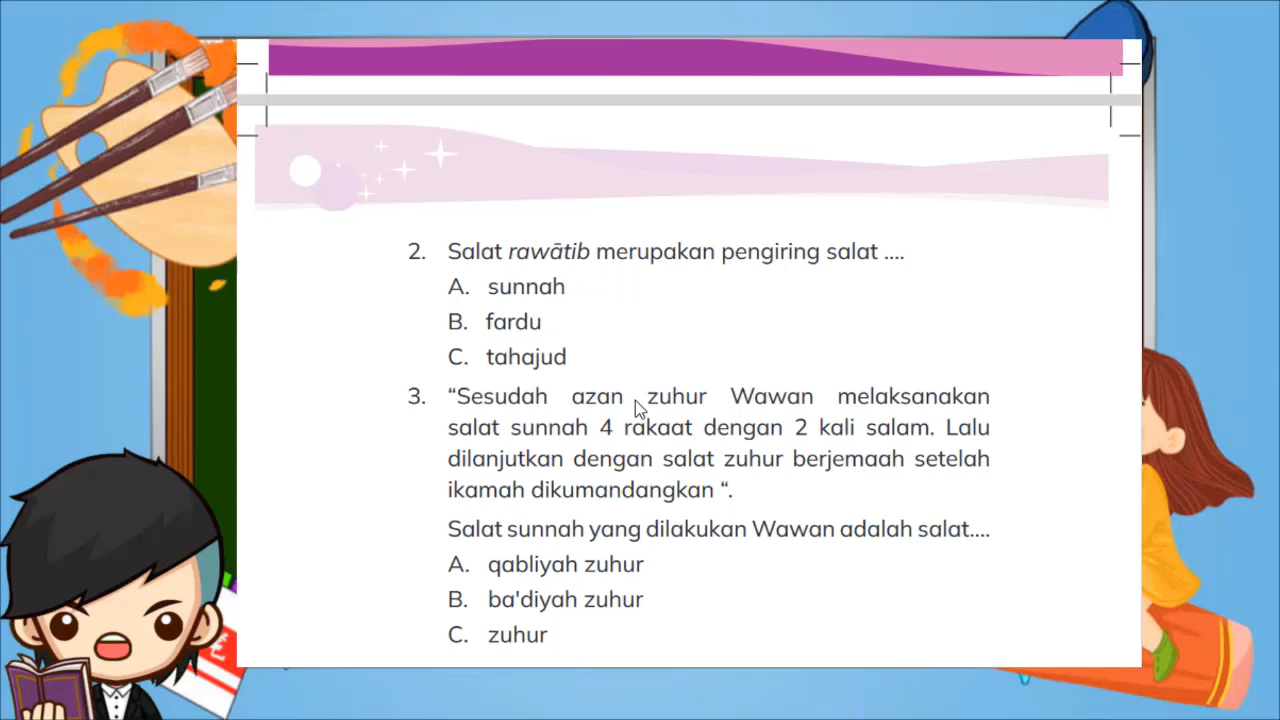 2. Salat rawātib merupakan pengiring salat ....
A. sunnah
B. fardu
C. tahajud
3. “Sesudah azan zuhur Wawan melaksanakan
salat sunnah 4 rakaat dengan 2 kali salam. Lalu
dilanjutkan dengan salat zuhur berjemaah setelah
ikamah dikumandangkan “.
Salat sunnah yang dilakukan Wawan adalah salat....
A. qabliyah zuhur
B. ba'diyah zuhur
C. zuhur